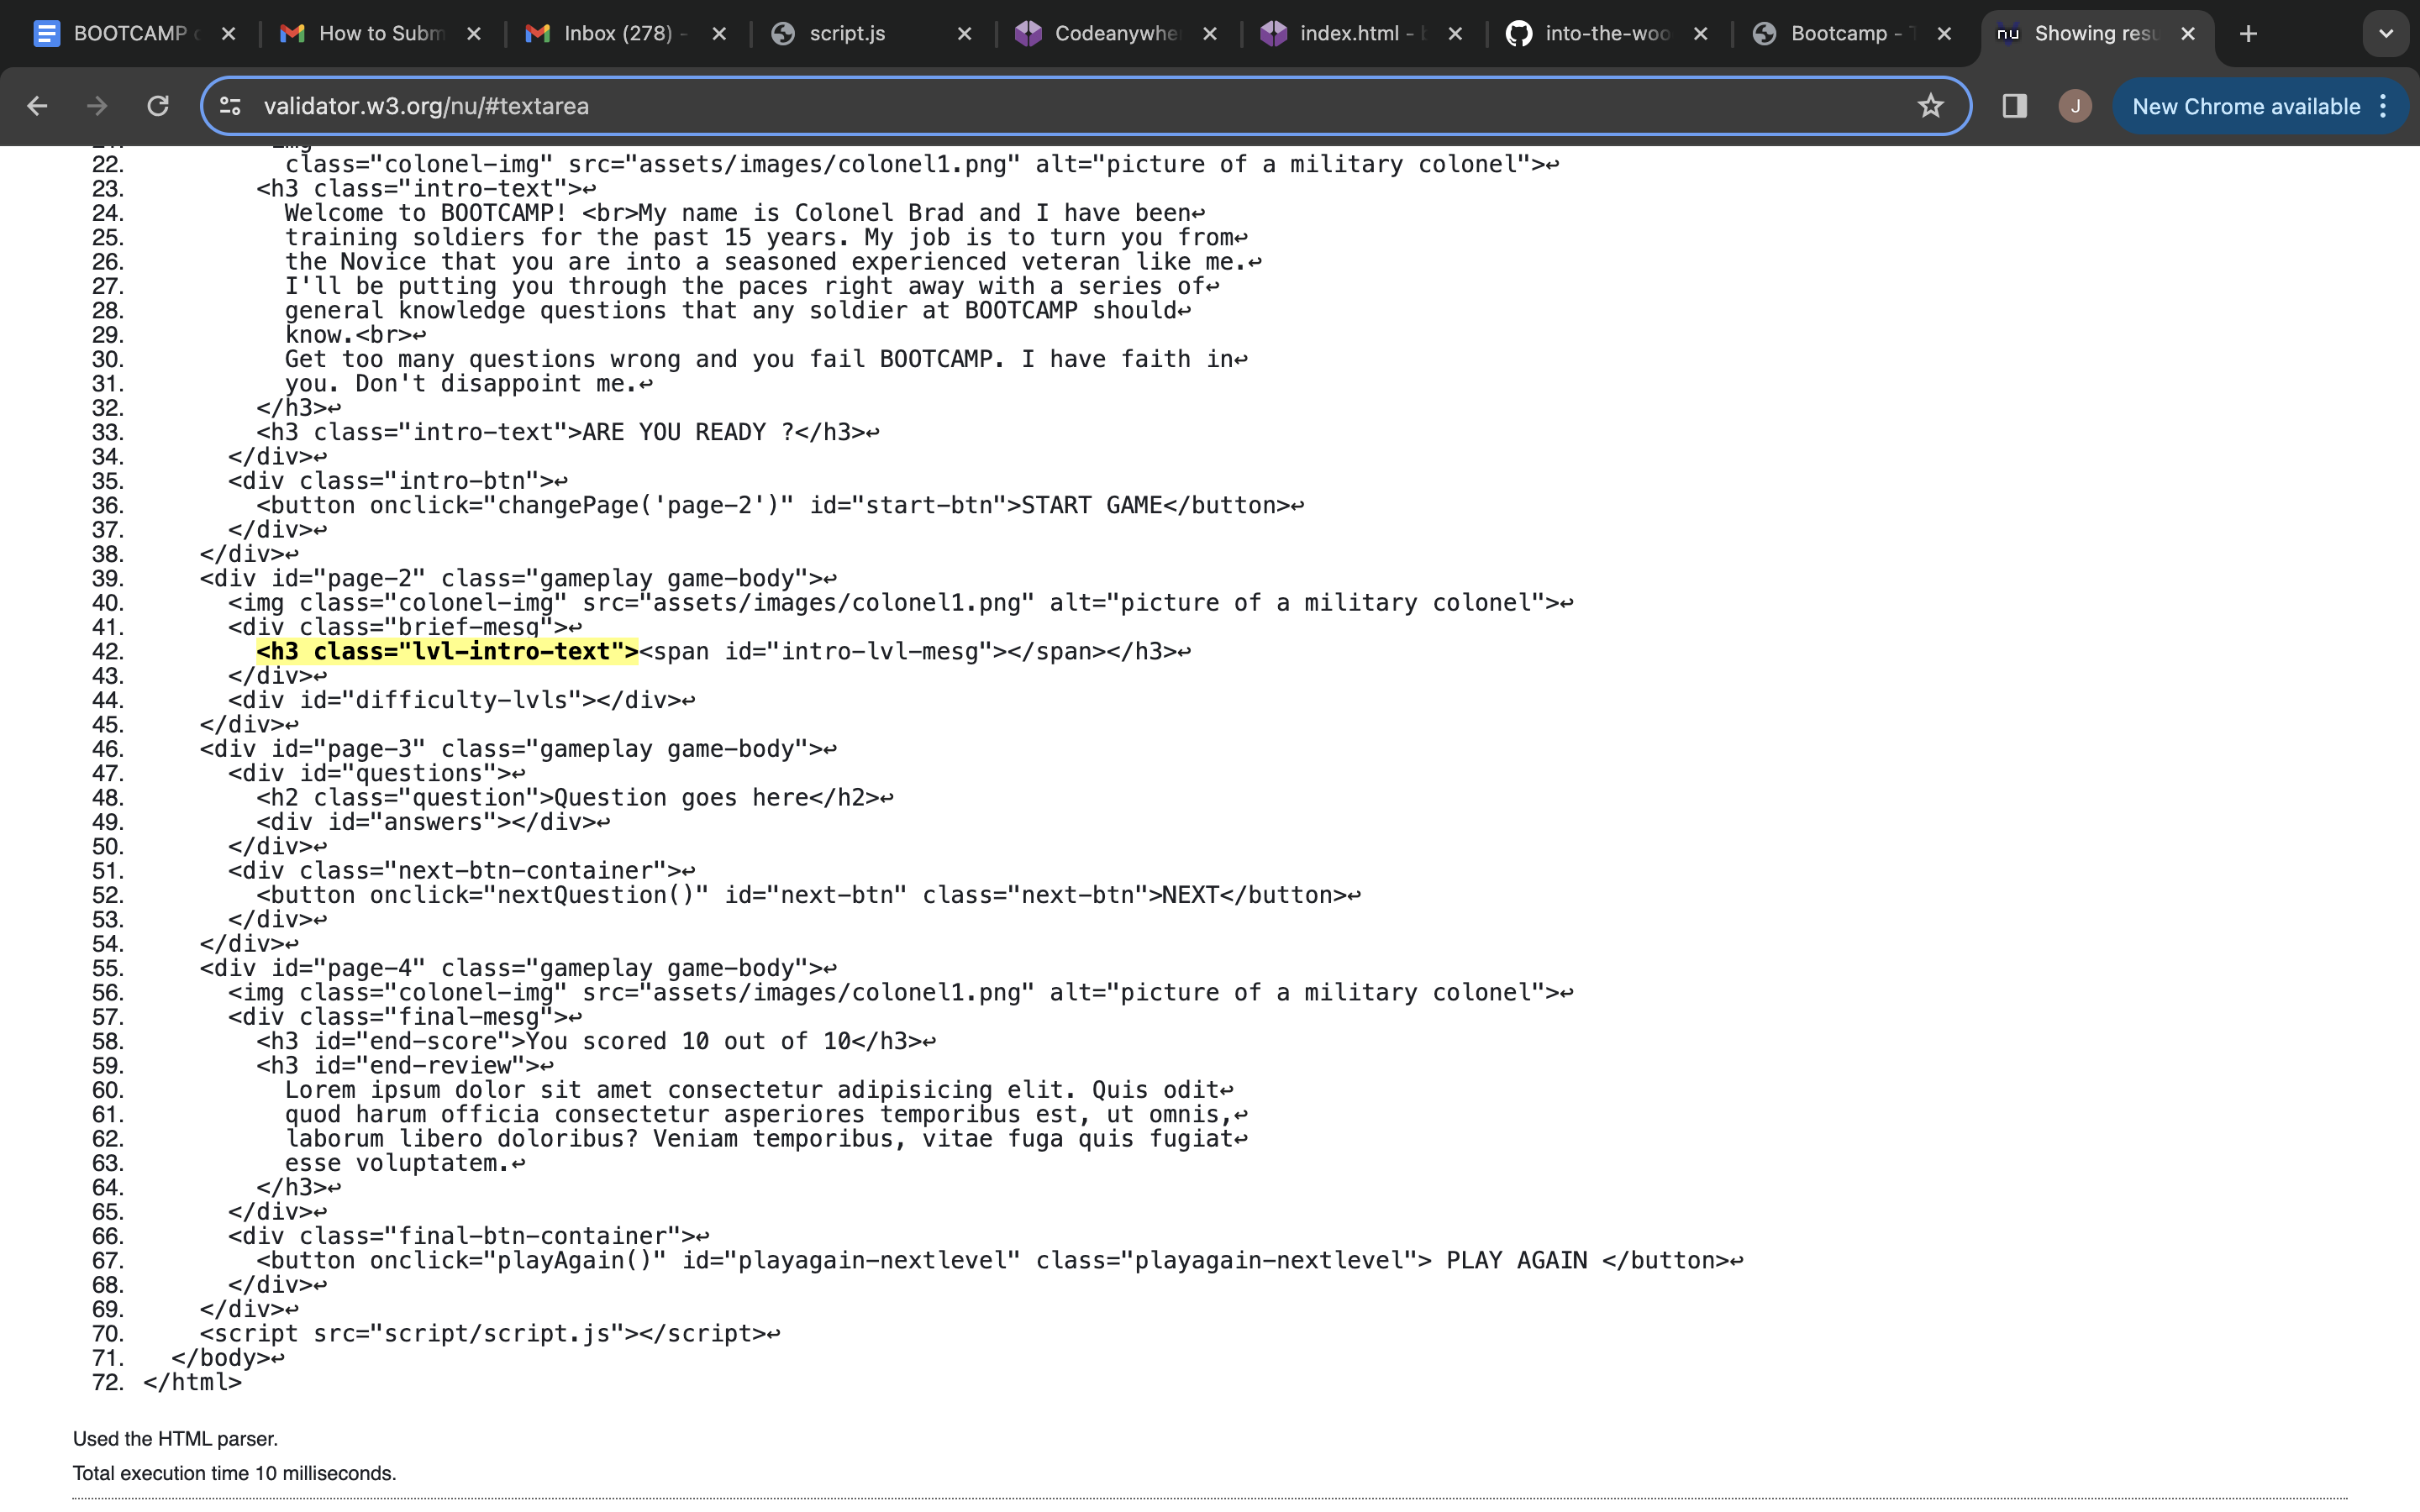 BOOTCAMP
How to Subm
Inbox (278) -
script.js
Codeanywhe
index.html -
into-the-woo
Bootcamp -
nu
Showing resu
validator.w3.org/nu/#textarea
J
New Chrome available
22. class="colonel-img" src="assets/images/colonel1.png" alt="picture of a military colonel">↩
23. <h3 class="intro-text">↩
24. Welcome to BOOTCAMP! <br>My name is Colonel Brad and I have been↩
25. training soldiers for the past 15 years. My job is to turn you from↩
26. the Novice that you are into a seasoned experienced veteran like me.↩
27. I'll be putting you through the paces right away with a series of↩
28. general knowledge questions that any soldier at BOOTCAMP should↩
29. know.<br>↩
30. Get too many questions wrong and you fail BOOTCAMP. I have faith in↩
31. you. Don't disappoint me.↩
32. </h3>↩
33. <h3 class="intro-text">ARE YOU READY ?</h3>↩
34. </div>↩
35. <div class="intro-btn">↩
36. <button onclick="changePage('page-2')" id="start-btn">START GAME</button>↩
37. </div>↩
38. </div>↩
39. <div id="page-2" class="gameplay game-body">↩
40. <img class="colonel-img" src="assets/images/colonel1.png" alt="picture of a military colonel">↩
41. <div class="brief-mesg">↩
42. <h3 class="lvl-intro-text"><span id="intro-lvl-mesg"></span></h3>↩
43. </div>↩
44. <div id="difficulty-lvls"></div>↩
45. </div>↩
46. <div id="page-3" class="gameplay game-body">↩
47. <div id="questions">↩
48. <h2 class="question">Question goes here</h2>↩
49. <div id="answers"></div>↩
50. </div>↩
51. <div class="next-btn-container">↩
52. <button onclick="nextQuestion()" id="next-btn" class="next-btn">NEXT</button>↩
53. </div>↩
54. </div>↩
55. <div id="page-4" class="gameplay game-body">↩
56. <img class="colonel-img" src="assets/images/colonel1.png" alt="picture of a military colonel">↩
57. <div class="final-mesg">↩
58. <h3 id="end-score">You scored 10 out of 10</h3>↩
59. <h3 id="end-review">↩
60. Lorem ipsum dolor sit amet consectetur adipisicing elit. Quis odit↩
61. quod harum officia consectetur asperiores temporibus est, ut omnis,↩
62. laborum libero doloribus? Veniam temporibus, vitae fuga quis fugiat↩
63. esse voluptatem.↩
64. </h3>↩
65. </div>↩
66. <div class="final-btn-container">↩
67. <button onclick="playAgain()" id="playagain-nextlevel" class="playagain-nextlevel"> PLAY AGAIN </button>↩
68. </div>↩
69. </div>↩
70. <script src="script/script.js"></script>↩
71. </body>↩
72. </html>
Used the HTML parser.
Total execution time 10 milliseconds.